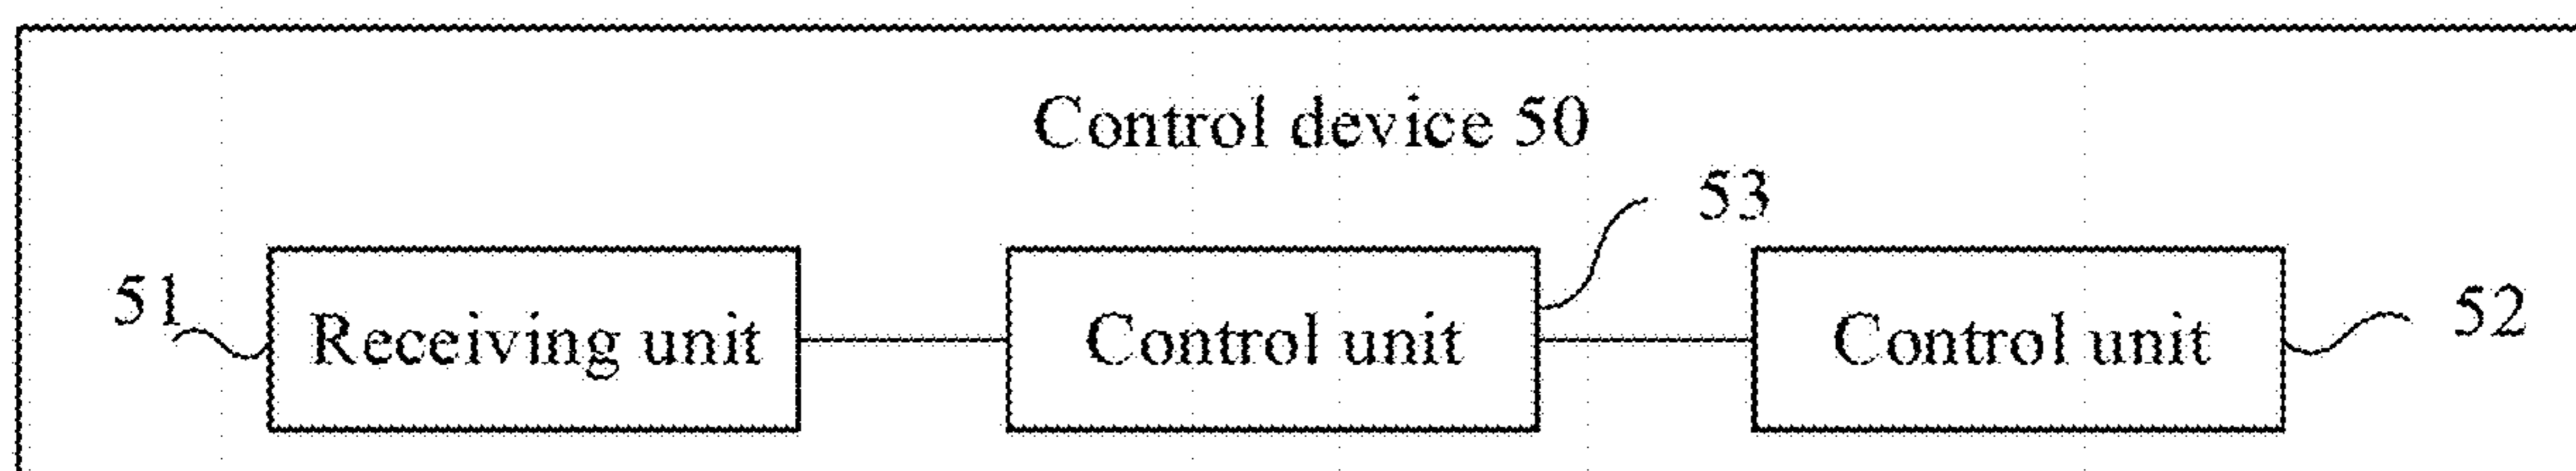 Control device 50
53
51
Receiving unit
Control unit
Control unit
52